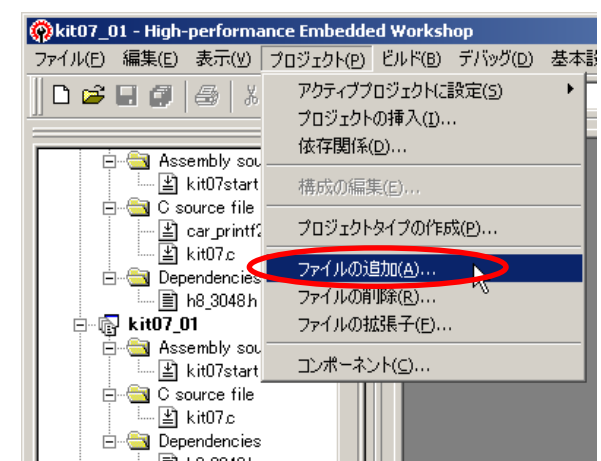 kit07_01 - High-performance Embedded Workshop
ファイル(F) 編集(E) 表示(V) プロジェクト(P) ビルド(B) デバッグ(D) 基本設
アクティブプロジェクトに設定(S)
プロジェクトの挿入(I)...
依存関係(D)...
構成の編集(E)...
プロジェクトタイプの作成(P)...
ファイルの追加(A)...
ファイルの削除(R)...
ファイルの拡張子(F)...
コンポーネント(C)...
Assembly sou
kit07start
C source file
car_printf2
kit07.c
Dependencies
h8_3048.h
kit07_01
Assembly sou
kit07start
C source file
kit07.c
Dependencies